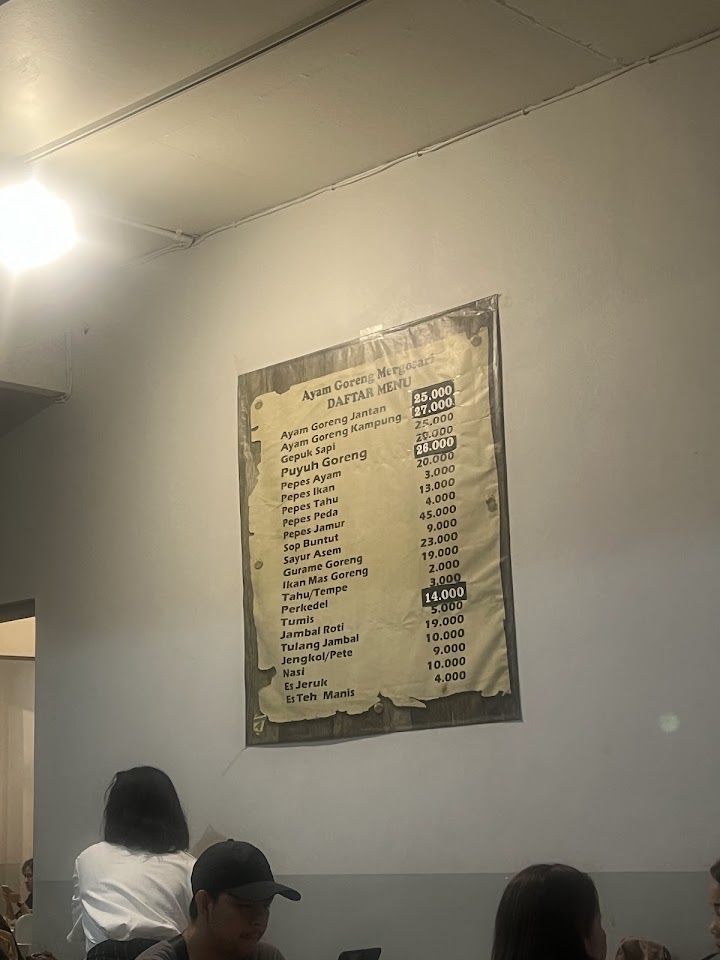 Ayam Goreng Mergosari
DAFTAR MENU
Ayam Goreng Jantan 25.000
Ayam Goreng Kampung 27.000
Gepuk Sapi 25.000
Puyuh Goreng
Pepes Ayam 26.000
Pepes Ikan 20.000
Pepes Tahu 3.000
Pepes Peda 13.000
Pepes Jamur 4.000
Sop Buntut 45.000
Sayur Asem 9.000
Gurame Goreng 23.000
Ikan Mas Goreng 19.000
Tahu/Tempe 2.000
Perkedel 3.000
Tumis 14.000
Jambal Roti 5.000
Tulang Jambal 19.000
Jengkol/Pete 10.000
Nasi 9.000
Es Jeruk 10.000
Es Teh Manis 4.000